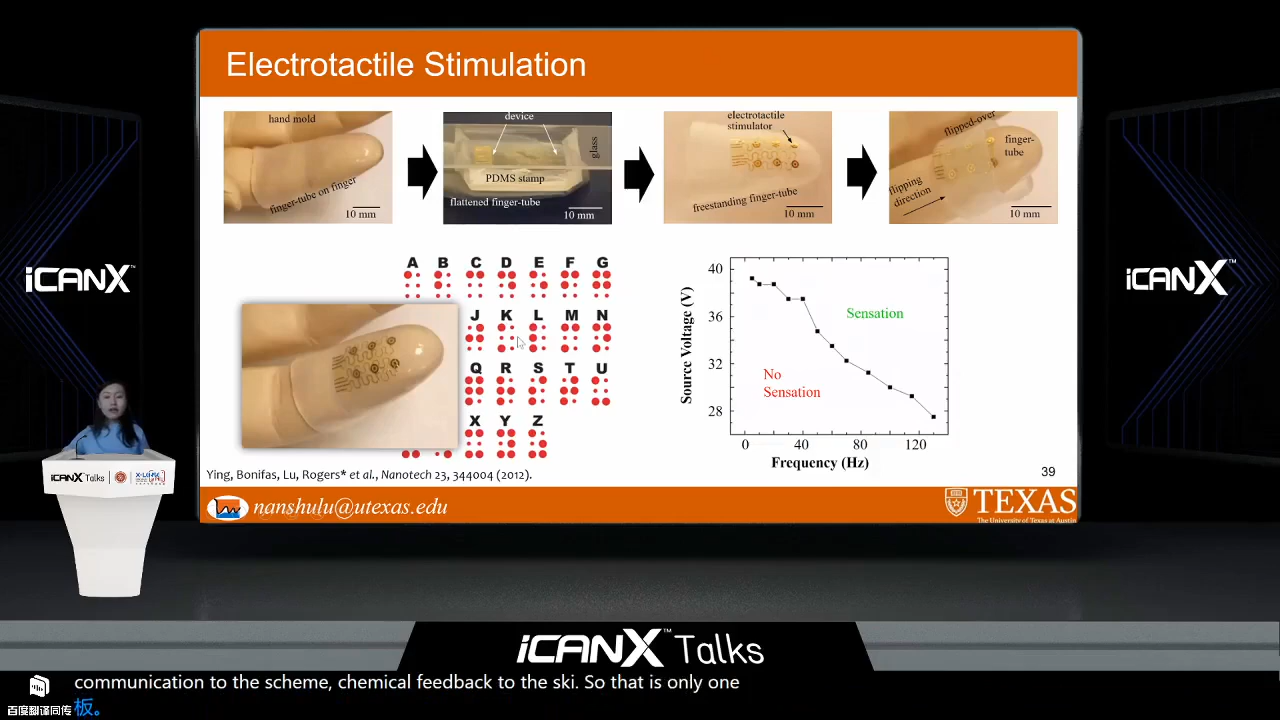 Electrotactile Stimulation
hand mold
finger-tube on finger
10 mm
device
glass
PDMS stamp
flattened finger-tube
10 mm
electrotactile
stimulator
freestanding finger-tube
10 mm
flipped-over
finger-
tube
flipping
direction
10 mm
A B C D E F G
J K L M N
Q R S T U
X Y Z
40
36
32
28
Source Voltage (V)
Sensation
No
Sensation
0 40 80 120
Frequency (Hz)
Ying, Bonifas, Lu, Rogers* et al., Nanotech 23, 344004 (2012).
39
nanshulu@utexas.edu
TEXAS
The University of Texas at Austin
iCANX™
iCANX™
iCANX Talks
iCANX™ Talks
communication to the scheme, chemical feedback to the ski. So that is only one
百度翻译同传
板。